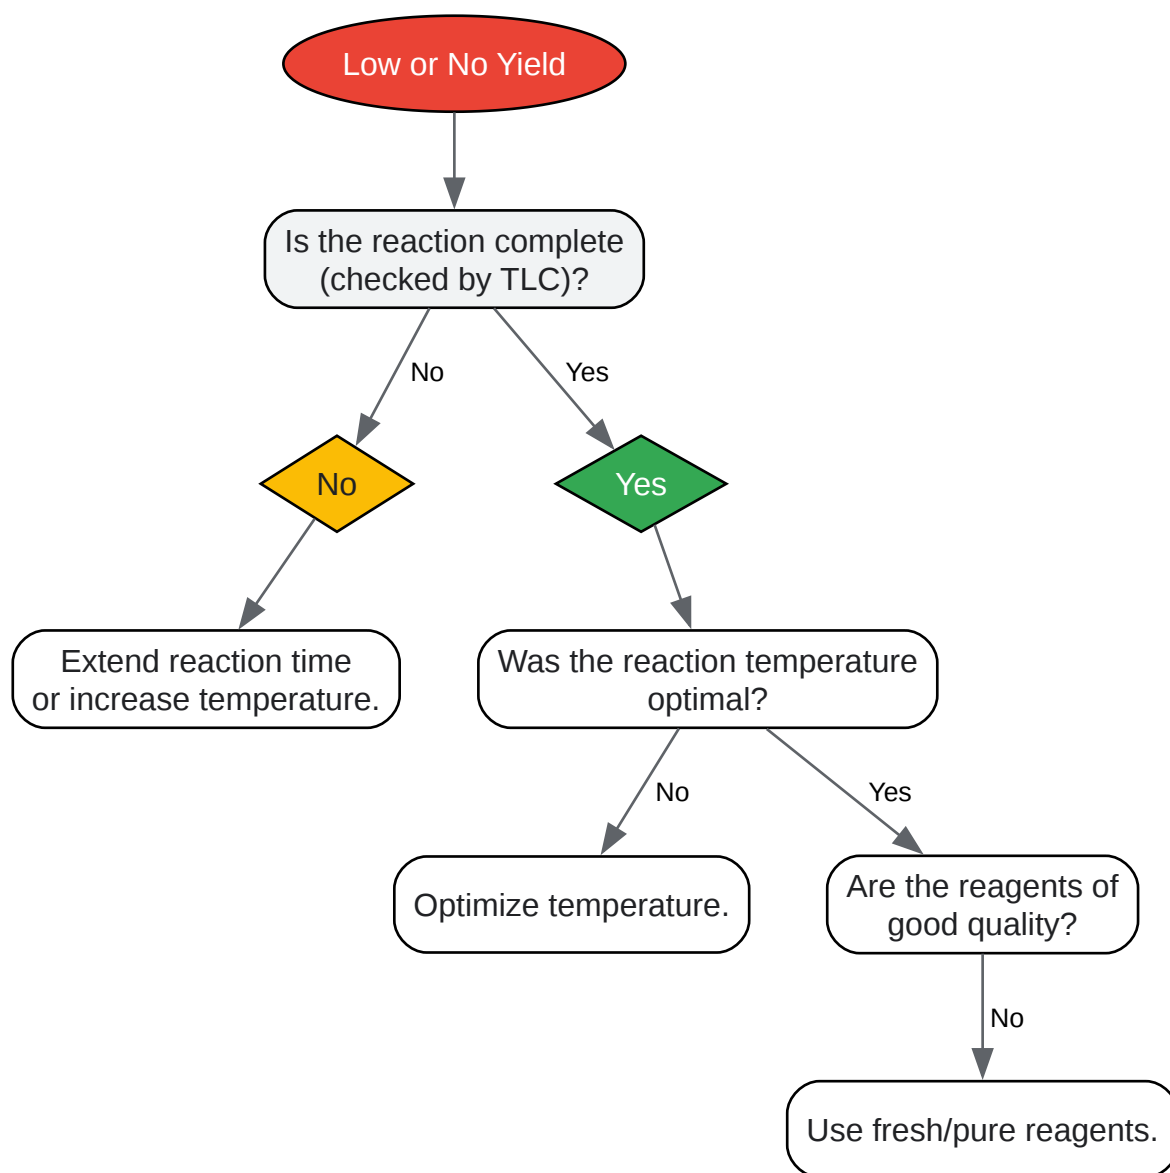 Low or No Yield
Is the reaction complete
(checked by TLC)?
No
Yes
No
Yes
Extend reaction time
or increase temperature.
Was the reaction temperature
optimal?
No
Yes
Optimize temperature.
Are the reagents of
good quality?
No
Use fresh/pure reagents.